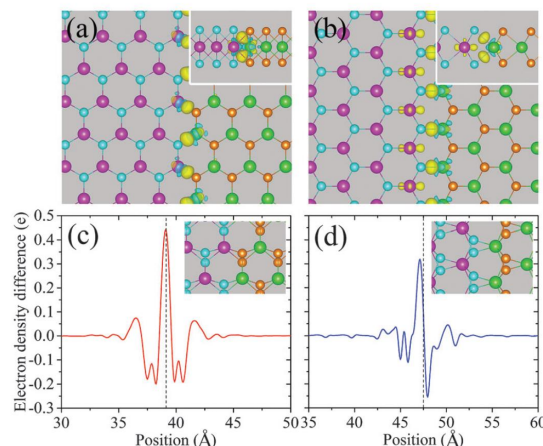 (a)
(b)
Electron density difference (e)
0.5
0.4
0.3
0.2
0.1
0.0
-0.1
-0.2
-0.3
(c)
(d)
30 35 40 45 50
35 40 45 50 55 60
Position (Å)
Position (Å)